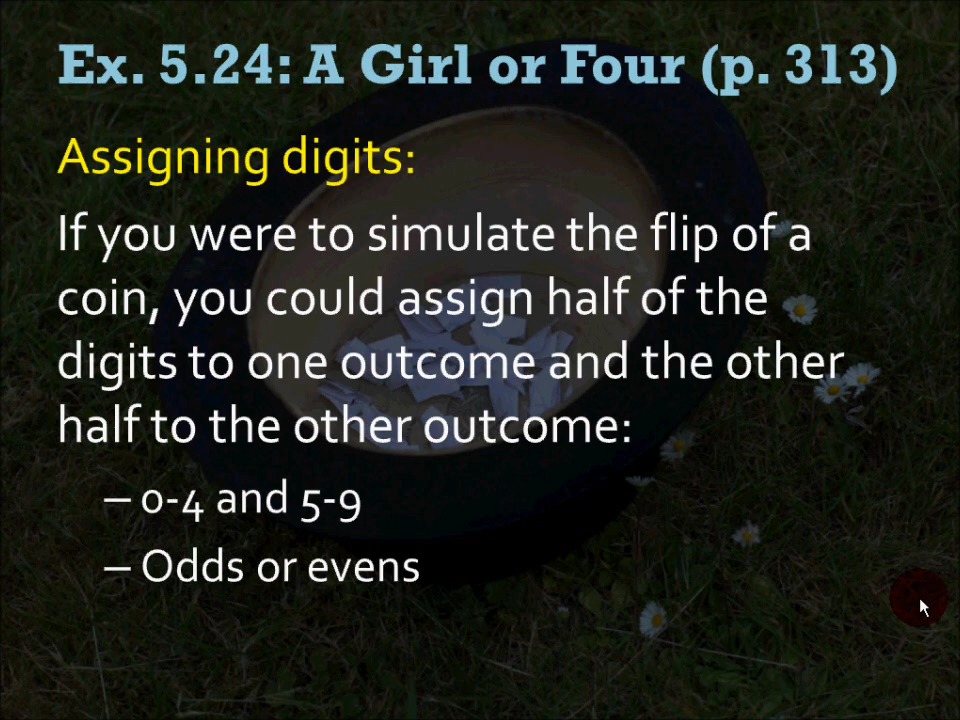 Ex. 5.24: A Girl or Four (p. 313)
Assigning digits:
If you were to simulate the flip of a
coin, you could assign half of the
digits to one outcome and the other
half to the other outcome:
– 0-4 and 5-9
– Odds or evens